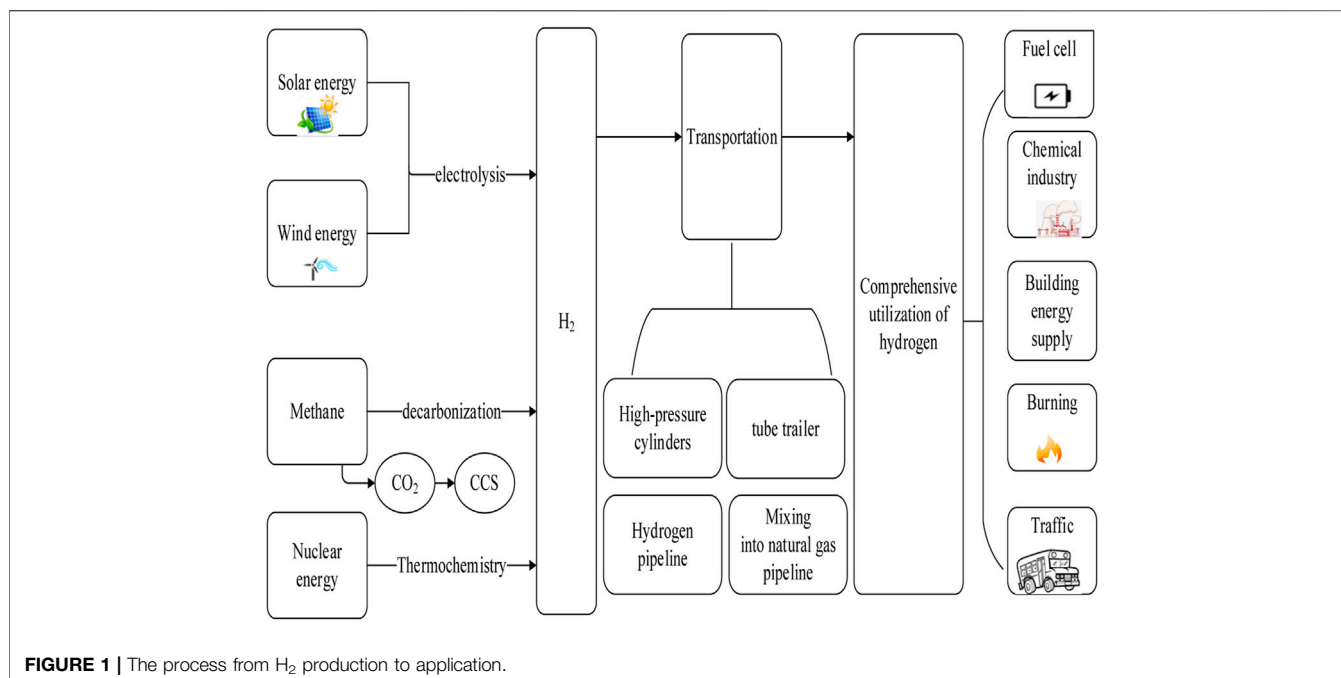 Solar energy
Wind energy
electrolysis
Methane
decarbonization
CO₂
CCS
Nuclear
energy
Thermochemistry
H₂
Transportation
High-pressure
cylinders
tube trailer
Hydrogen
pipeline
Mixing
into natural gas
pipeline
Comprehensive
utilization of
hydrogen
Fuel cell
Chemical
industry
Building
energy
supply
Burning
Traffic
FIGURE 1 | The process from H₂ production to application.